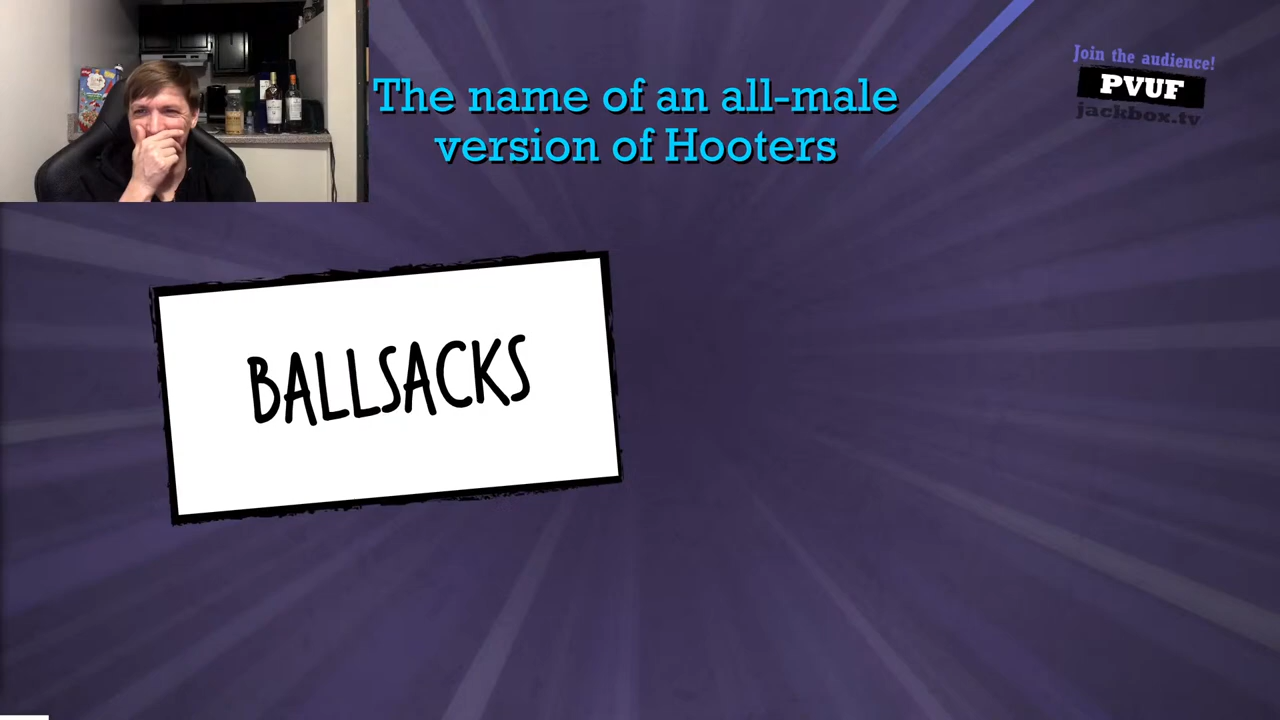 The name of an all-male
version of Hooters
Join the audience!
PVUF
jackbox.tv
BALLSACKS